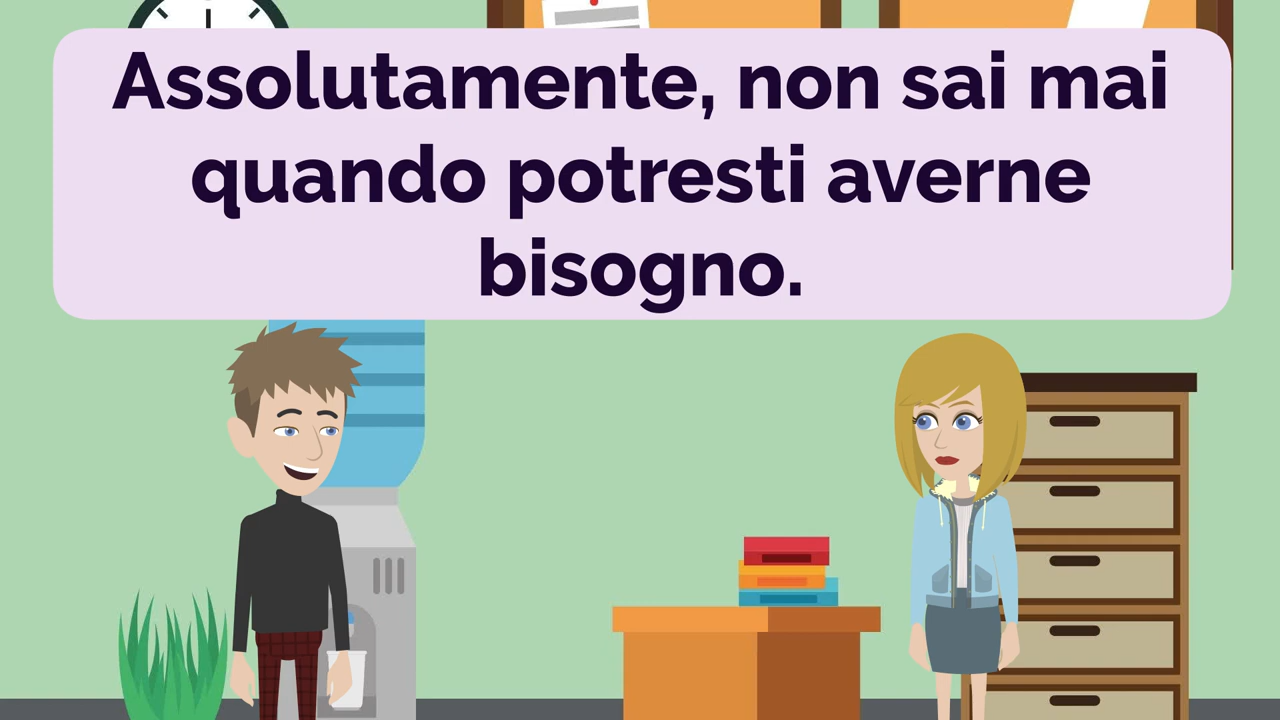 Assolutamente, non sai mai
quando potresti averne
bisogno.